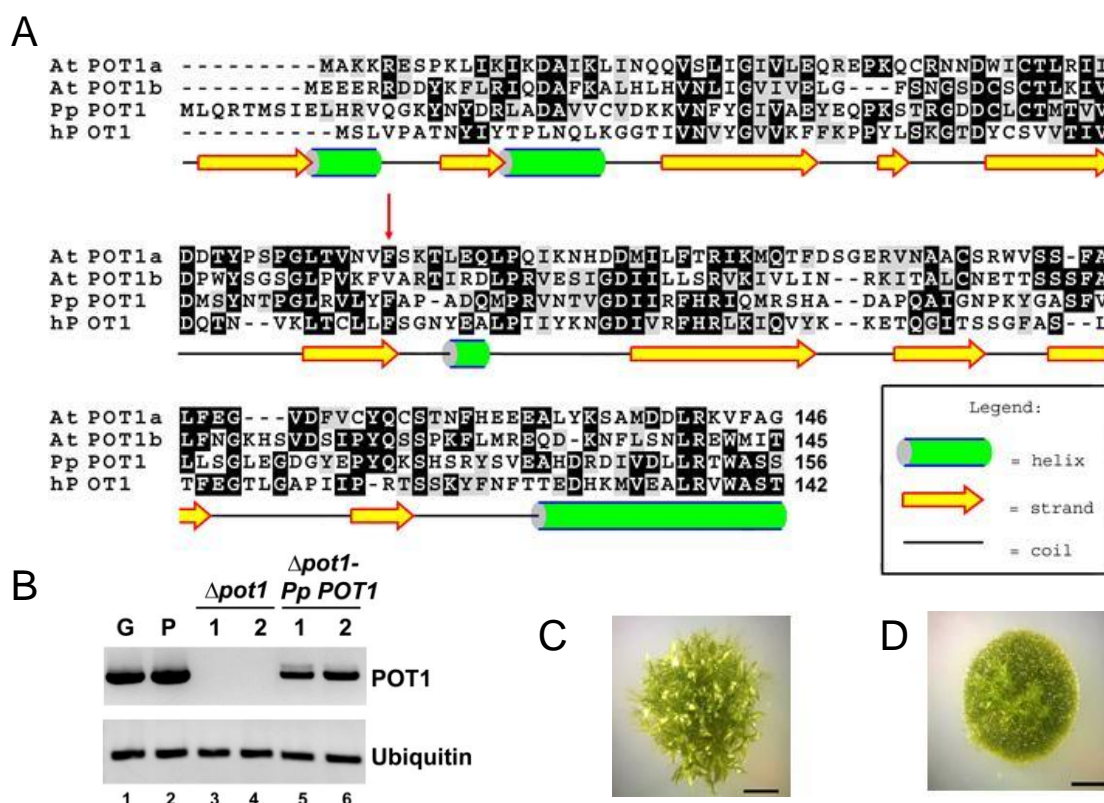 A
At POT1a - - - - - - - - - MAKKRESPKLIKIKDAIKLINQQVSLIGIVLEQREPKQCRNNDWICTLRII
At POT1b - - - - - - - - - MEEERRDDYKFLRIQDAFKALHLHVNLIGVIVELG- -FSNGSDCSCTLKIV
Pp POT1 MLQRTMSIELHRVQGKYNYDRLADAVVCVDKKVNFYGIVAEYEQPKSTRGDDCLCTMTVV
hP OT1 - - - - - - - - - - MSLVPATNYIYTPLNQLKGGTIVNVYGVVKFFKPPYLSKGTDYCSVVTIV
At POT1a DDTYPSPGLTVNVFSKTLEQLPQIKNHDDMILFTRIKMQTFDSGERVNAACSRWVSS-FA
At POT1b DPWYSGSGLPVKFVARTIRDLPRVESIGDIILLSRVKIVLIN--RKITALCNETTSSSFA
Pp POT1 DMSYNTPGLRVLYFAP-ADQMPRVNTVGDIIRFHRIQMRSHA--DAPQAIGNPKYGASFV
hP OT1 DQTN--VKLTCLLFSGNYEALPIIYKNGDIVRFHRLKIQVYK--KETQGITSSGFAS--L
At POT1a LFEG---VDFVCYQCSTNFHEEEALYKSAMDDLRKVFAG 146
At POT1b LFNGKHSVDSIPYQSSPKFLMREQD-KNFLSNLREWMIT 145
Pp POT1 LLSGLEGDGYEPYQKSHSRYSVEAHDRDIVDLLRTWASS 156
hP OT1 TFEGTLGAPIIP-RTSSKYFNFTTEDHKMVEALRVWAST 142
Legend:
= helix
= strand
= coil
B
Δpot1
Δpot1-
Pp POT1
G P 1 2 1 2
POT1
Ubiquitin
1 2 3 4 5 6
C
D